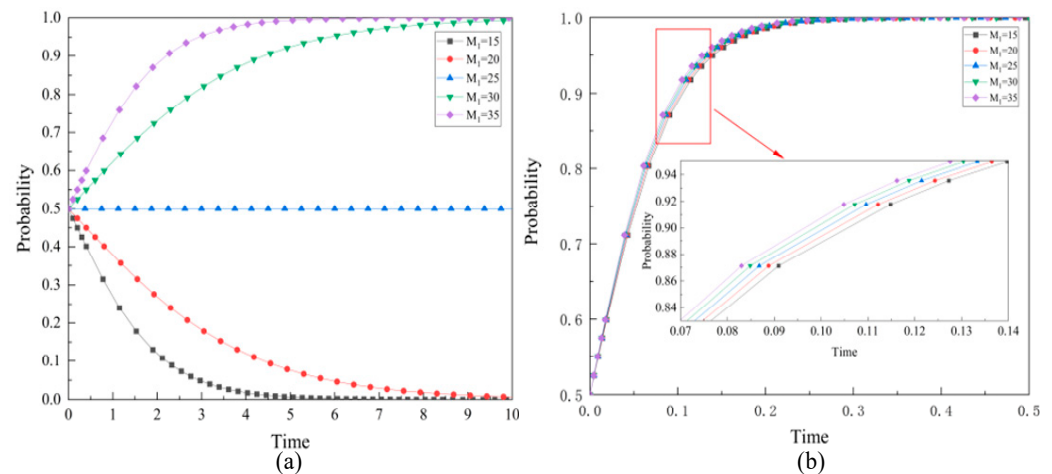 1.0
0.9
0.8
0.7
0.6
0.5
0.4
0.3
0.2
0.1
0.0
Probability
0 1 2 3 4 5 6 7 8 9 10
Time
M1=15
M1=20
M1=25
M1=30
M1=35
(a)
1.0
0.9
0.8
0.7
0.6
0.5
Probability
0.0 0.1 0.2 0.3 0.4 0.5
Time
M1=15
M1=20
M1=25
M1=30
M1=35
0.94
0.92
0.90
0.88
0.86
0.84
Probability
0.07 0.08 0.09 0.10 0.11 0.12 0.13 0.14
Time
(b)